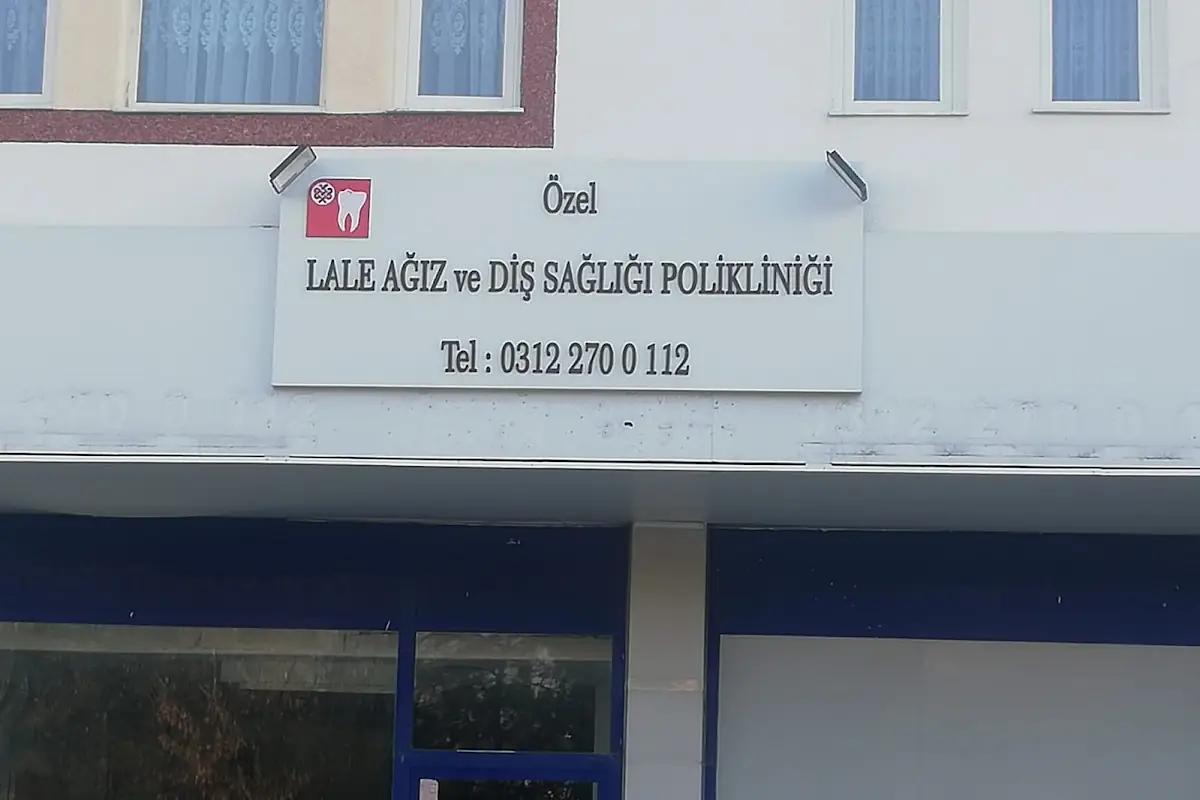 Özel
LALE AĞIZ ve DİŞ SAĞLIĞI POLİKLİNİĞİ
Tel : 0312 270 0 112